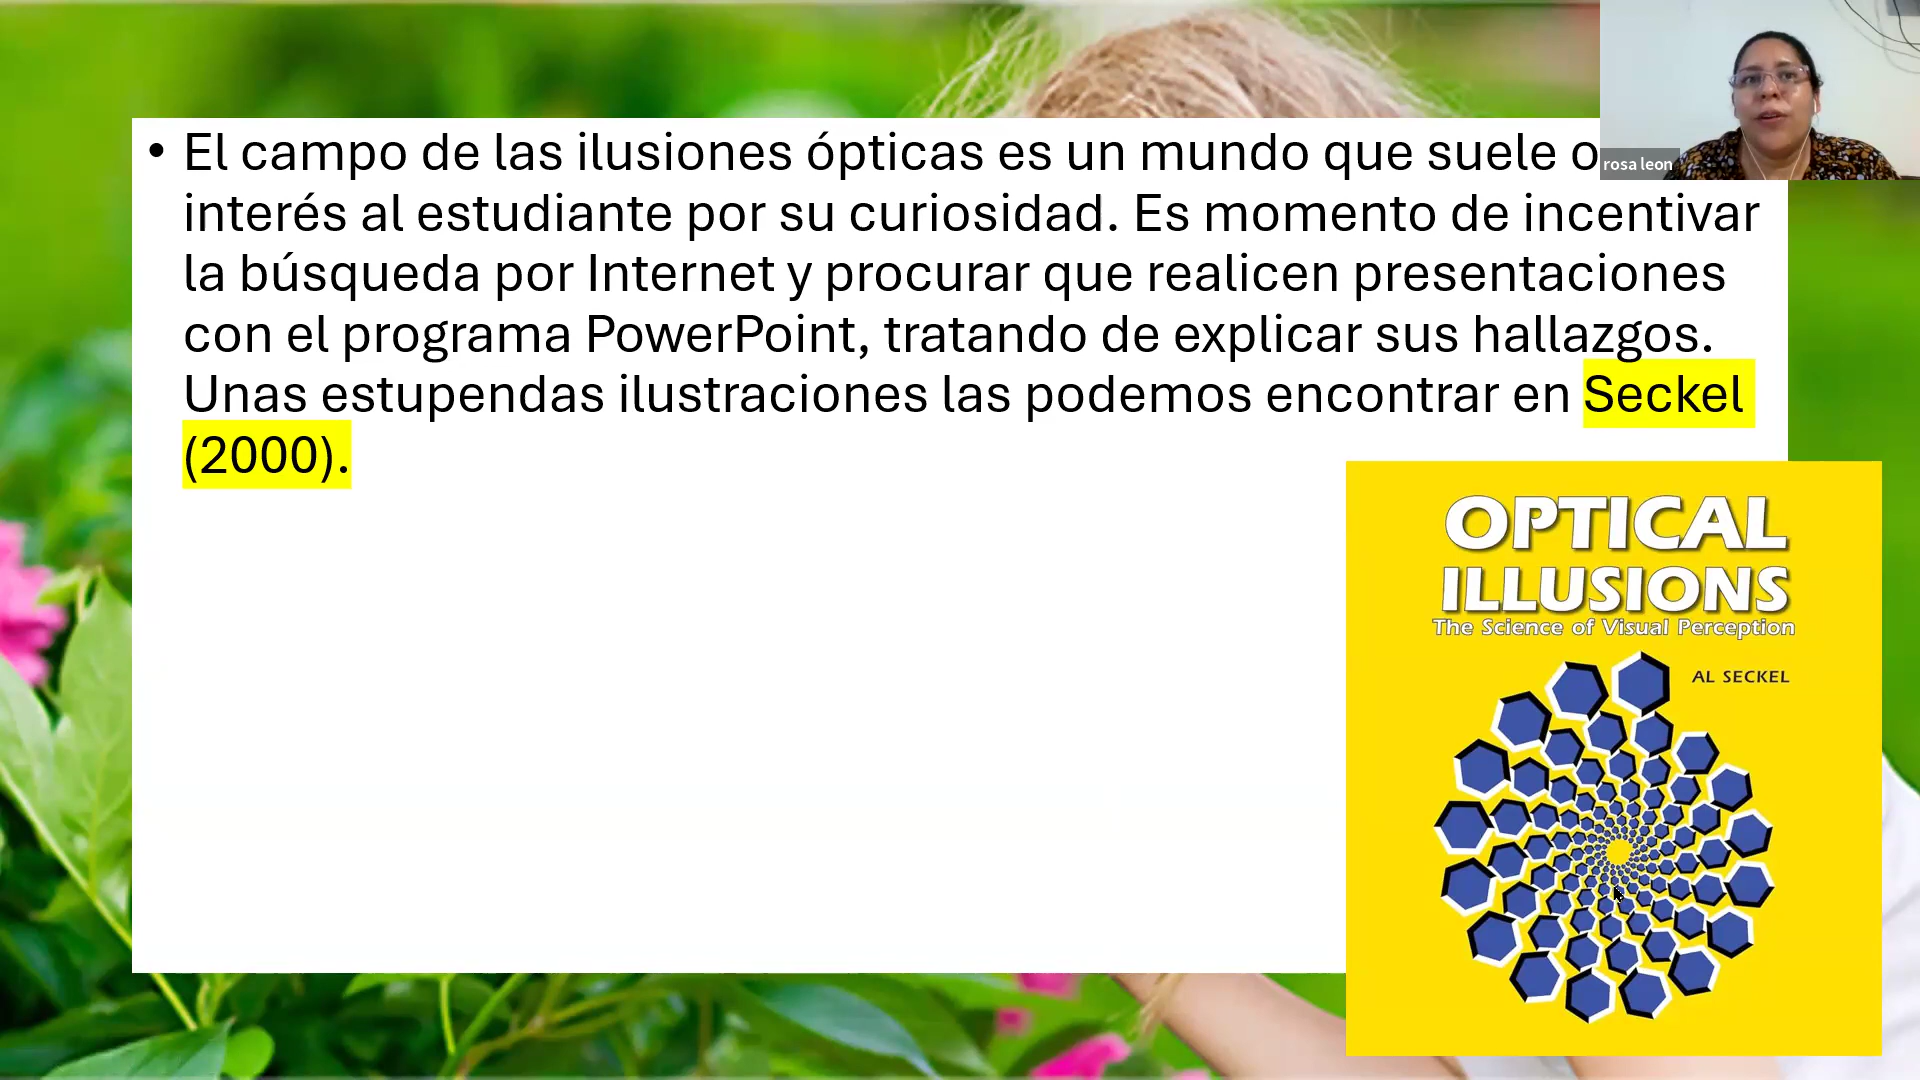 • El campo de las ilusiones ópticas es un mundo que suele
interés al estudiante por su curiosidad. Es momento de incentivar
la búsqueda por Internet y procurar que realicen presentaciones
con el programa PowerPoint, tratando de explicar sus hallazgos.
Unas estupendas ilustraciones las podemos encontrar en Seckel
(2000).
rosa leon
OPTICAL
ILLUSIONS
The Science of Visual Perception
AL SECKEL